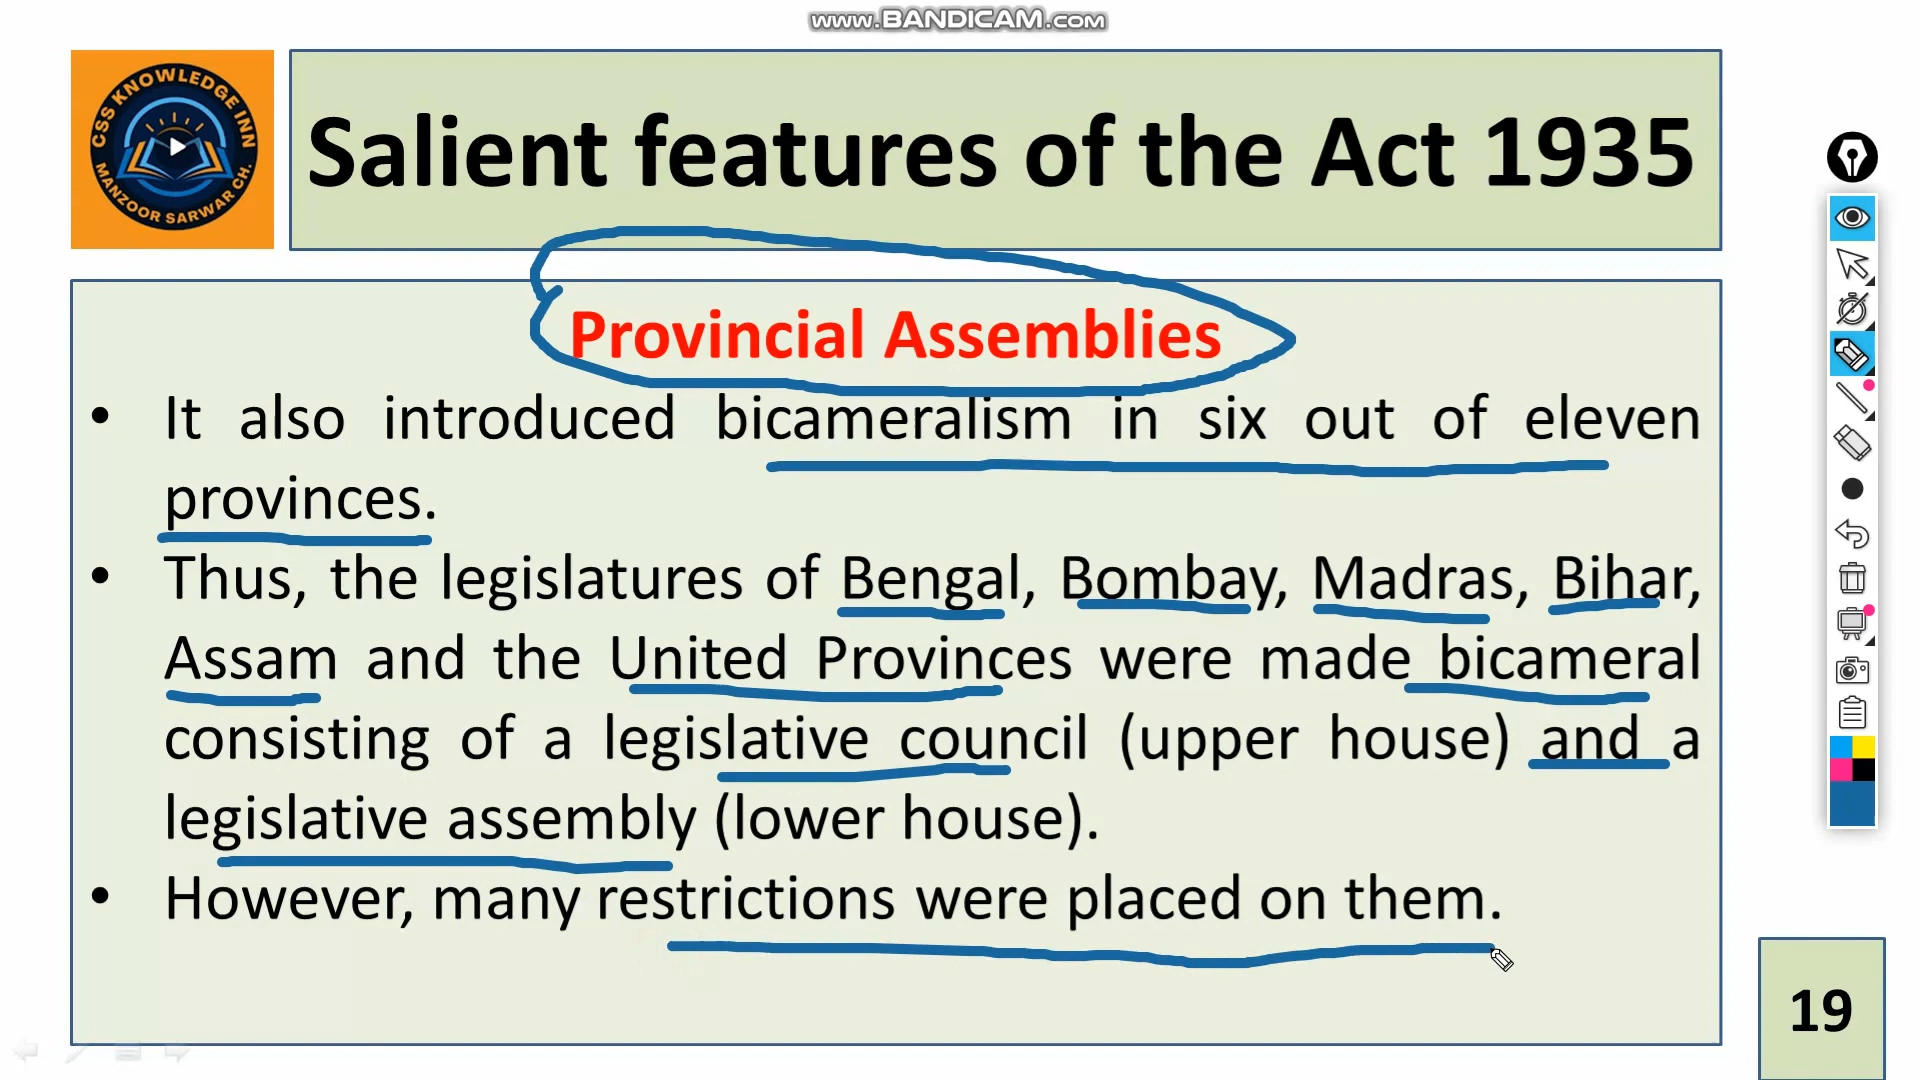 www.BANDICAM.com
CSS KNOWLEDGE INN
MANZOOR SARWAR CH.
Salient features of the Act 1935
Provincial Assemblies
• It also introduced bicameralism in six out of eleven
provinces.
• Thus, the legislatures of Bengal, Bombay, Madras, Bihar,
Assam and the United Provinces were made bicameral
consisting of a legislative council (upper house) and a
legislative assembly (lower house).
• However, many restrictions were placed on them.
19